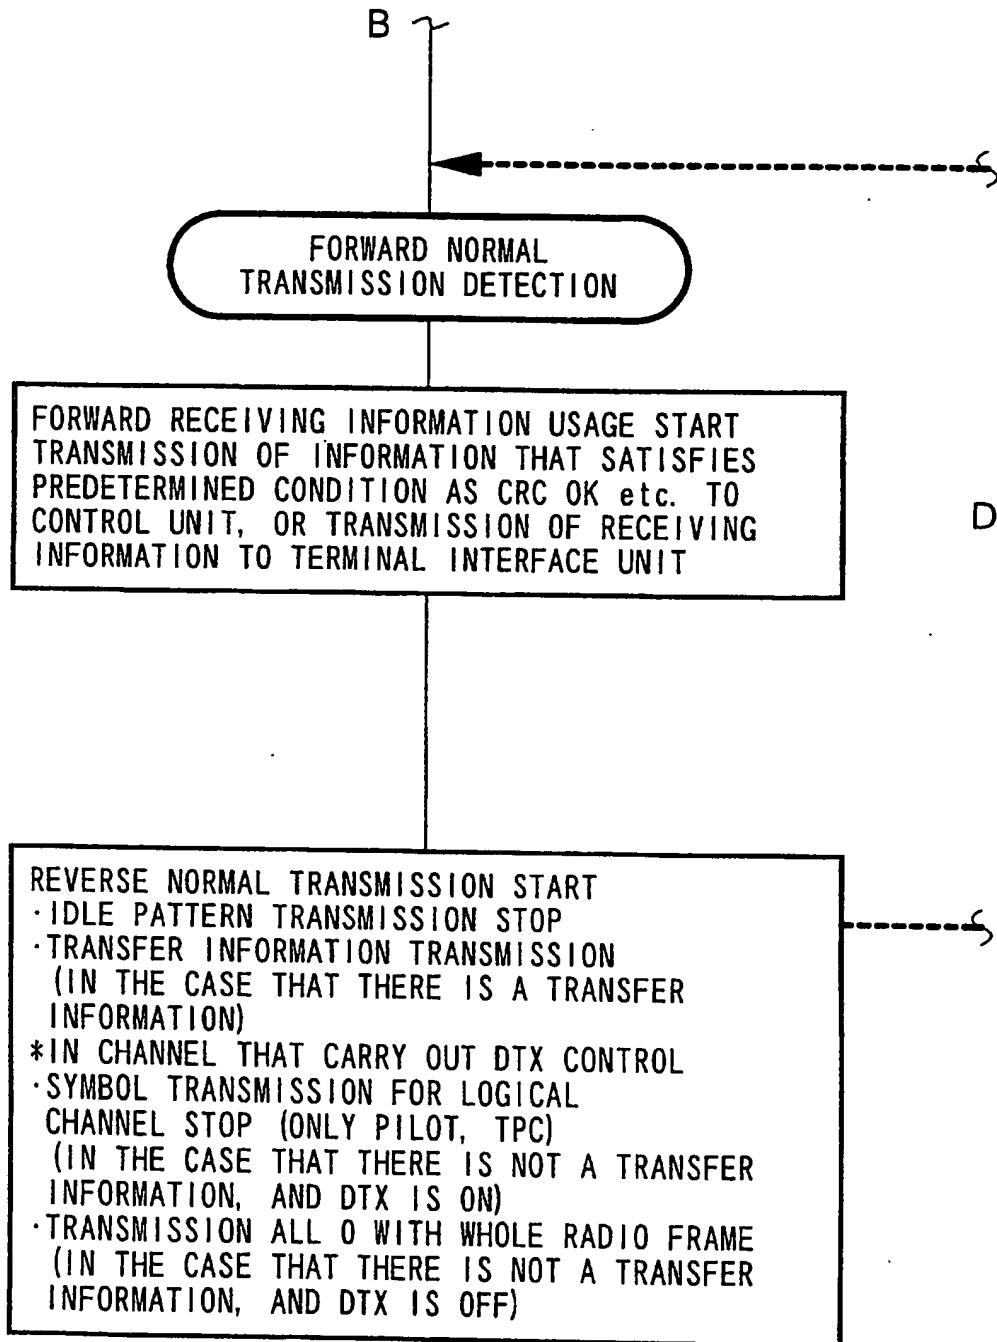 B
FORWARD NORMAL
TRANSMISSION DETECTION
FORWARD RECEIVING INFORMATION USAGE START
TRANSMISSION OF INFORMATION THAT SATISFIES
PREDETERMINED CONDITION AS CRC OK etc. TO
CONTROL UNIT, OR TRANSMISSION OF RECEIVING
INFORMATION TO TERMINAL INTERFACE UNIT
D
REVERSE NORMAL TRANSMISSION START
·IDLE PATTERN TRANSMISSION STOP
·TRANSFER INFORMATION TRANSMISSION
(IN THE CASE THAT THERE IS A TRANSFER
INFORMATION)
*IN CHANNEL THAT CARRY OUT DTX CONTROL
·SYMBOL TRANSMISSION FOR LOGICAL
CHANNEL STOP (ONLY PILOT, TPC)
(IN THE CASE THAT THERE IS NOT A TRANSFER
INFORMATION, AND DTX IS ON)
·TRANSMISSION ALL 0 WITH WHOLE RADIO FRAME
(IN THE CASE THAT THERE IS NOT A TRANSFER
INFORMATION, AND DTX IS OFF)